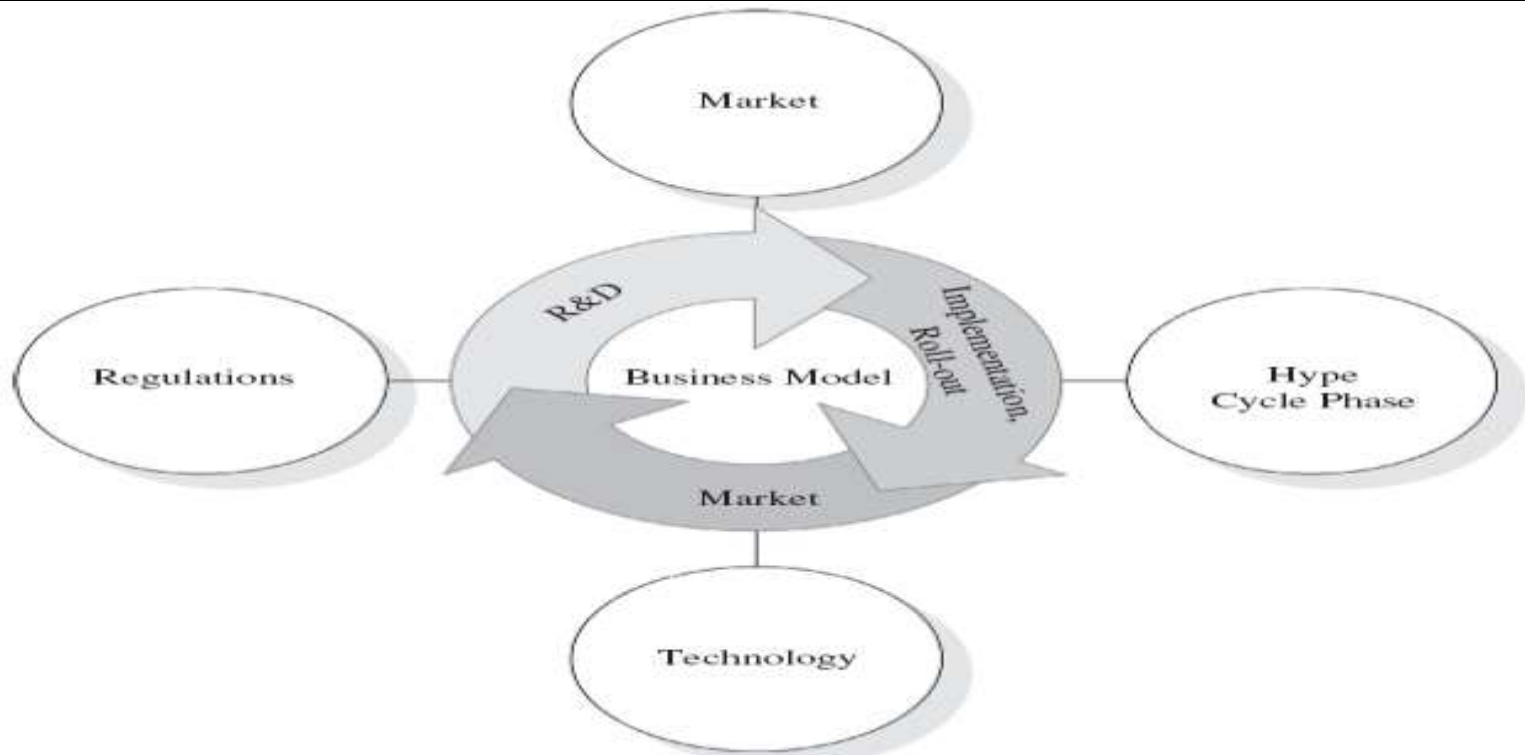 Market
R&D
Implementation,
Roll-out
Regulations
Business Model
Hype
Cycle Phase
Market
Technology